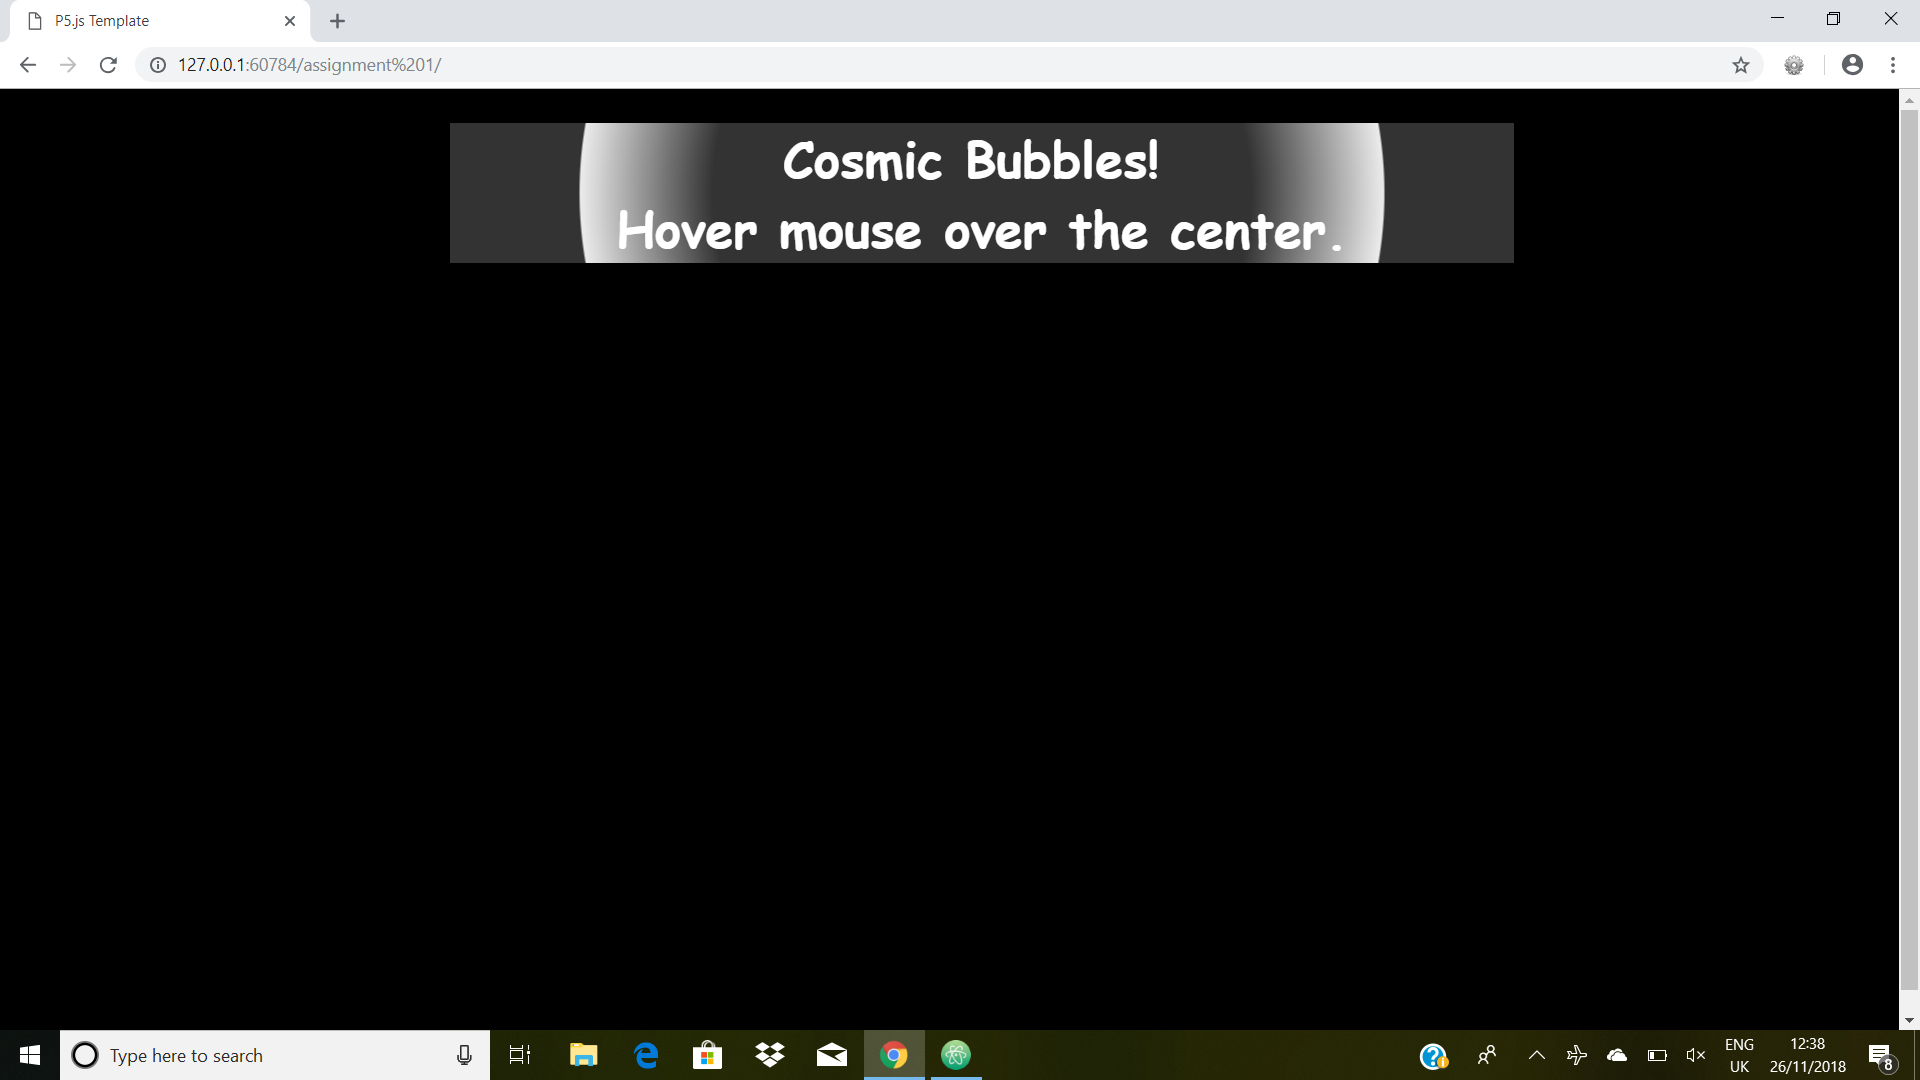 P5.js Template
127.0.0.1:60784/assignment%201/
Cosmic Bubbles!
Hover mouse over the center.
Type here to search
ENG
UK
12:38
26/11/2018
8